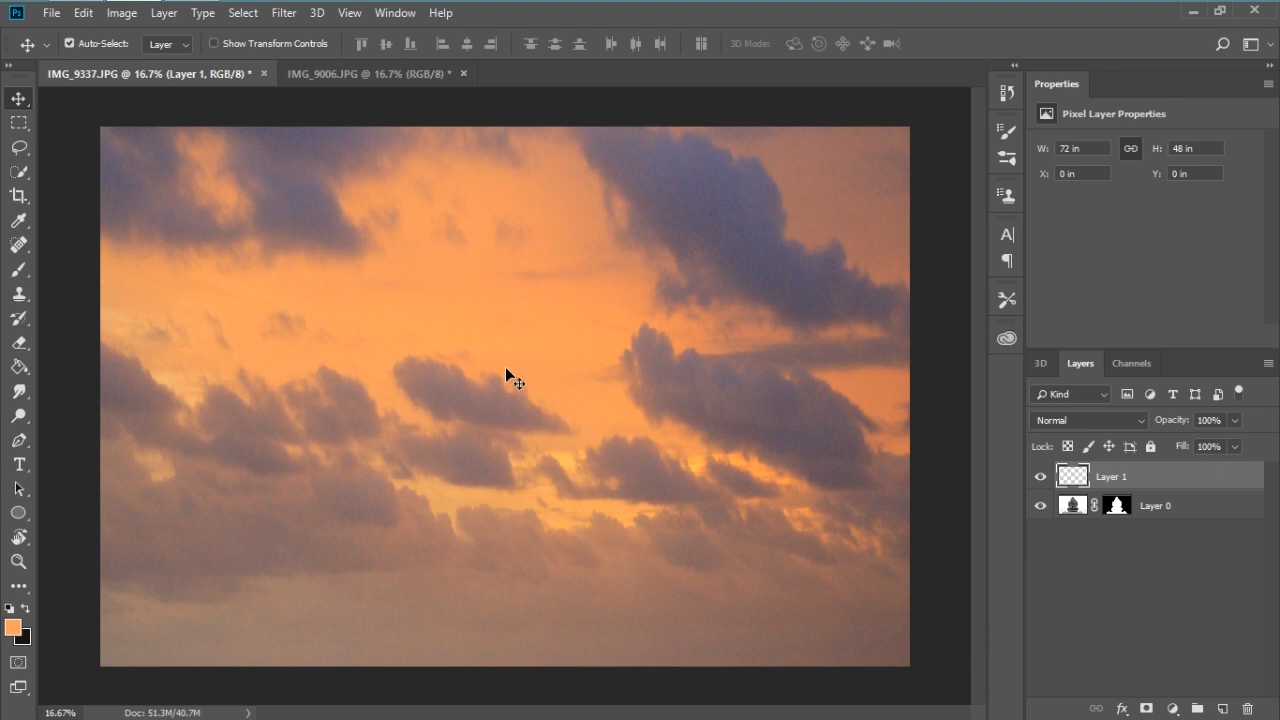 Ps File Edit Image Layer Type Select Filter 3D View Window Help
Auto-Select: Layer Show Transform Controls 3D Mode:
IMG_9337.JPG @ 16.7% (Layer 1, RGB/8) * × IMG_9006.JPG @ 16.7% (RGB/8) * ×
Properties
Pixel Layer Properties
W: 72 in H: 48 in
X: 0 in Y: 0 in
3D Layers Channels
Kind
Normal Opacity: 100%
Lock: Fill: 100%
Layer 1
Layer 0
16.67% Doc: 51.3M/40.7M